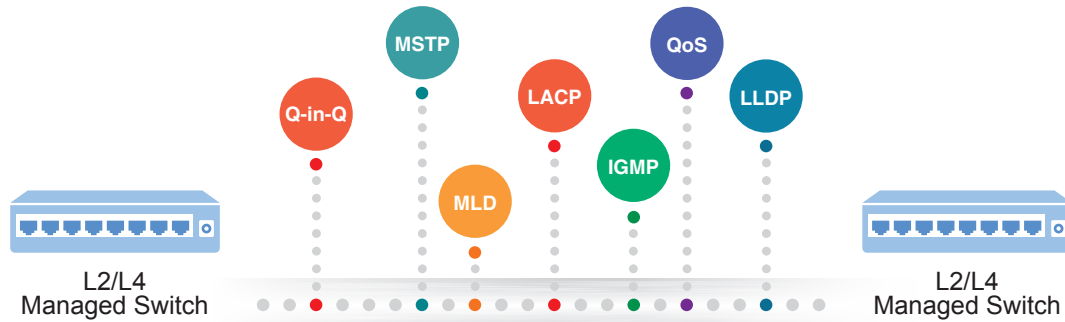 MSTP
QoS
Q-in-Q
LACP
LLDP
IGMP
MLD
L2/L4
Managed Switch
L2/L4
Managed Switch